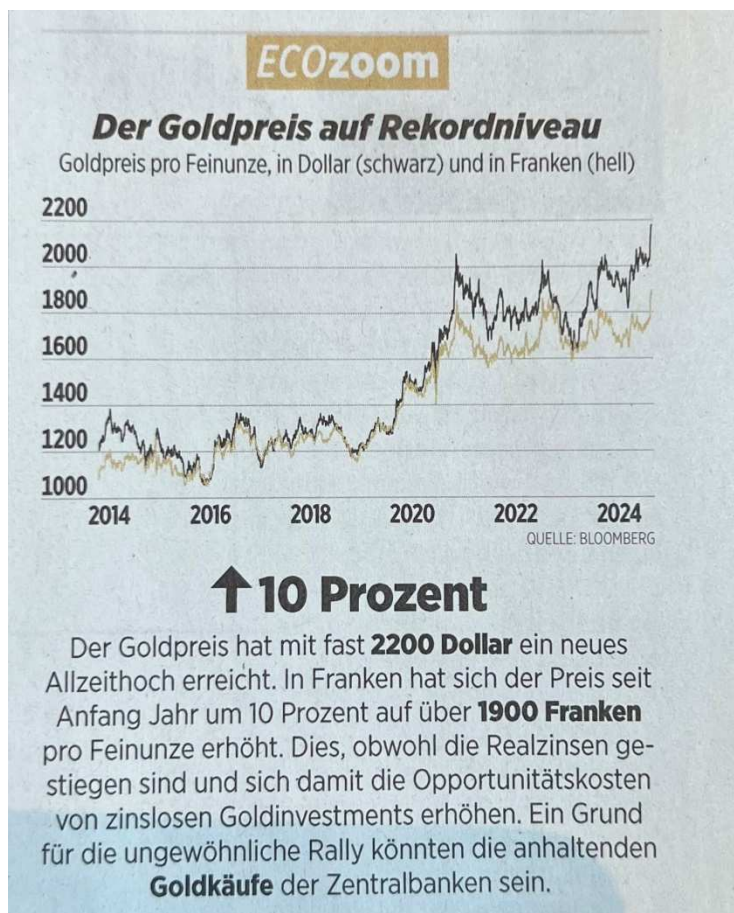 ECOzoom
Der Goldpreis auf Rekordniveau
Goldpreis pro Feinunze, in Dollar (schwarz) und in Franken (hell)
2200
2000
1800
1600
1400
1200
1000
2014 2016 2018 2020 2022 2024
QUELLE: BLOOMBERG
↑ 10 Prozent
Der Goldpreis hat mit fast 2200 Dollar ein neues
Allzeithoch erreicht. In Franken hat sich der Preis seit
Anfang Jahr um 10 Prozent auf über 1900 Franken
pro Feinunze erhöht. Dies, obwohl die Realzinsen ge-
stiegen sind und sich damit die Opportunitätskosten
von zinslosen Goldinvestments erhöhen. Ein Grund
für die ungewöhnliche Rally könnten die anhaltenden
Goldkäufe der Zentralbanken sein.